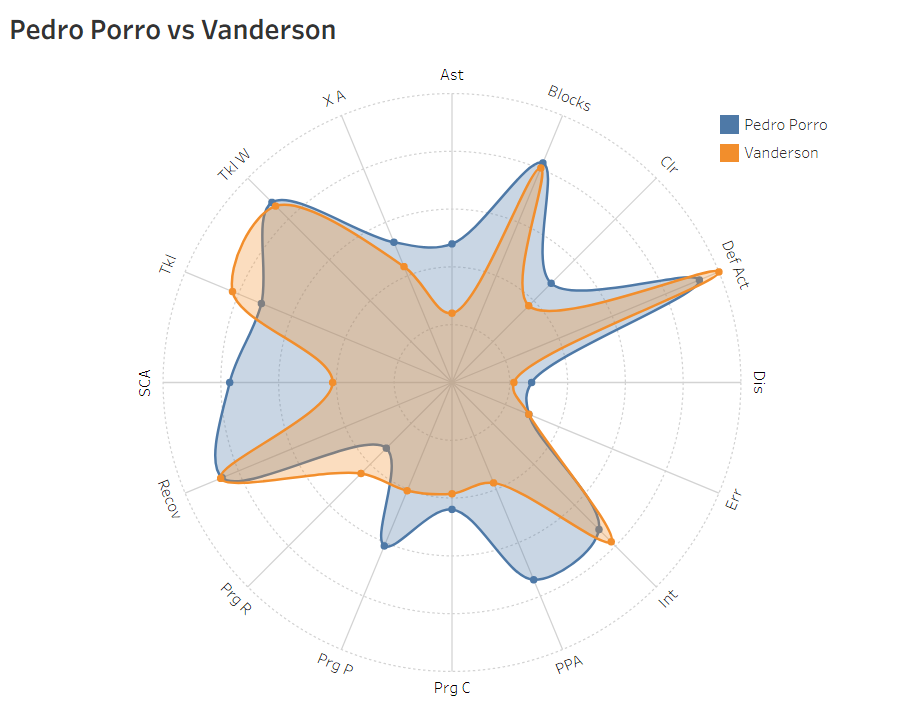 Pedro Porro vs Vanderson
Ast
Blocks
Clr
Def Act
Dis
Err
Int
PPA
Prg C
Prg P
Prg R
Recov
SCA
Tkl
Tkl W
X A
Pedro Porro
Vanderson